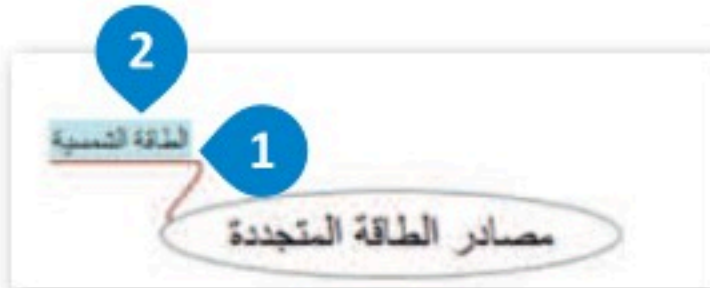 2
الطاقة الشمسية
1
مصادر الطاقة المتجددة